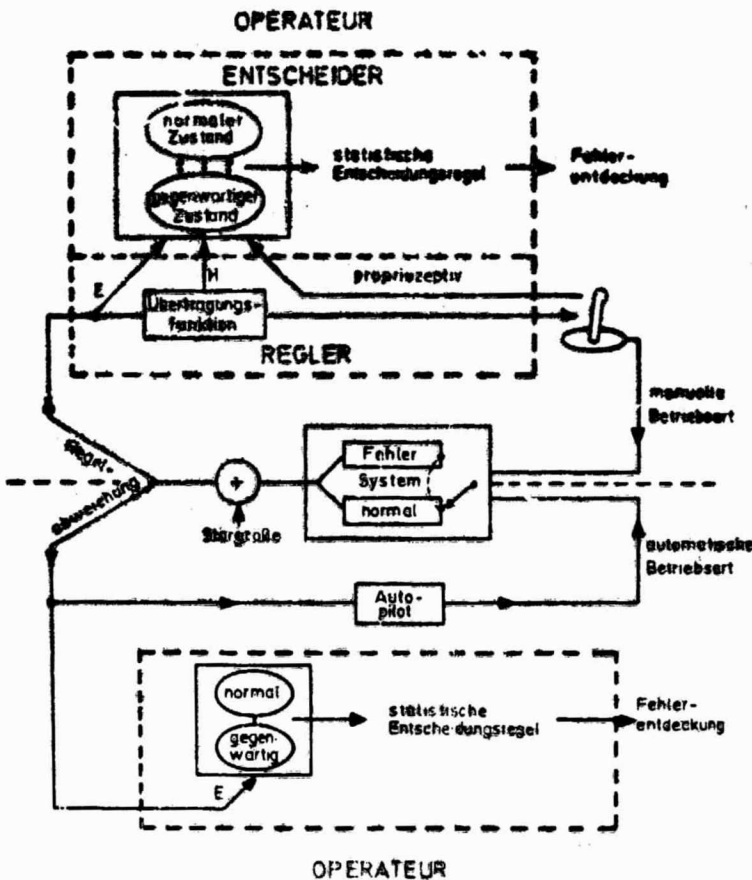 OPERATEUR
ENTSCHEIDER
normaler
Zustand
gegenwärtiger
Zustand
statistische
Entscheidungsregel
Fehler-
entdeckung
E
H
propriozeptiv
Übertragungs-
funktion
REGLER
manuelle
Betriebsart
Regel-
abweichung
+
Störgröße
Fehler
System
normal
automatische
Betriebsart
Auto-
pilot
normal
gegen-
wärtig
statistische
Entscheidungsregel
Fehler-
entdeckung
E
OPERATEUR